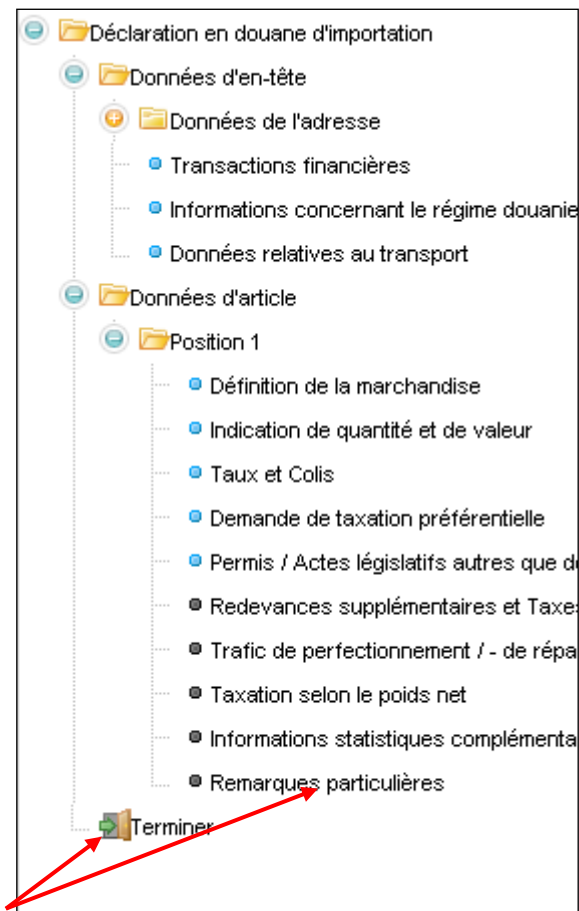 Déclaration en douane d'importation
Données d'en-tête
Données de l'adresse
Transactions financières
Informations concernant le régime douanie
Données relatives au transport
Données d'article
Position 1
Définition de la marchandise
Indication de quantité et de valeur
Taux et Colis
Demande de taxation préférentielle
Permis / Actes législatifs autres que d
Redevances supplémentaires et Taxe
Trafic de perfectionnement / - de répa
Taxation selon le poids net
Informations statistiques complémenta
Remarques particulières
Terminer